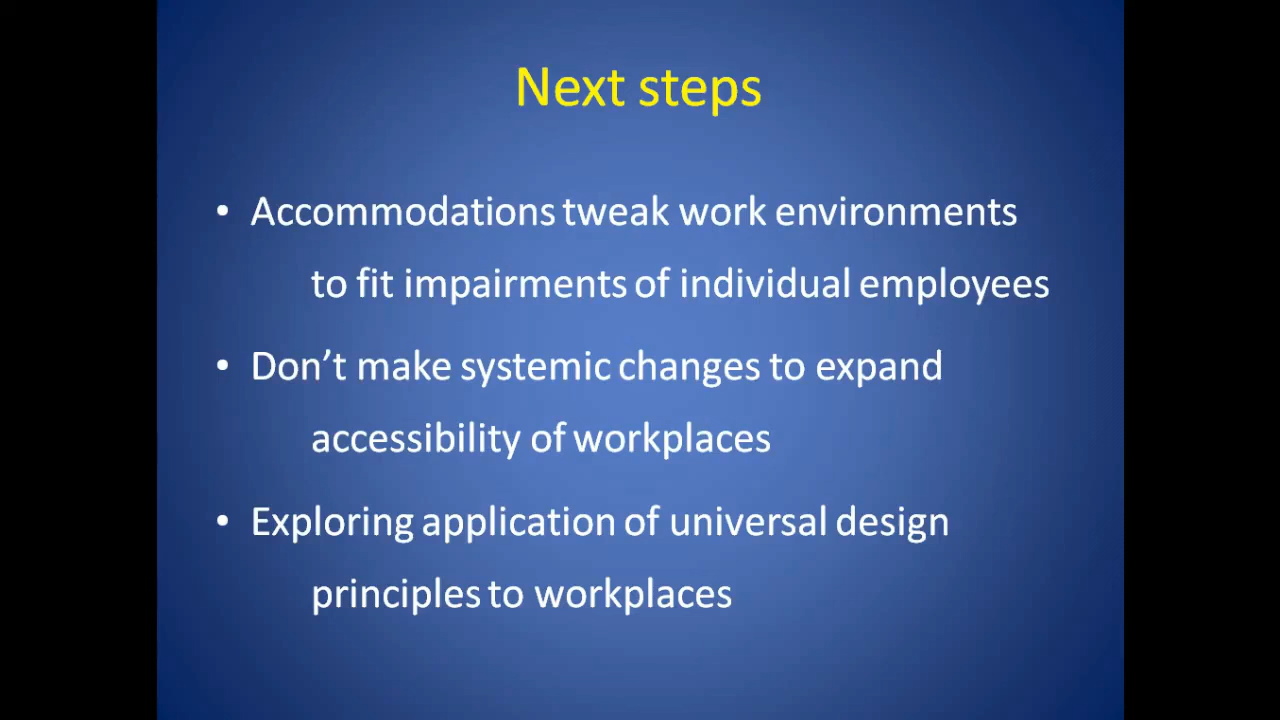 Next steps
• Accommodations tweak work environments
to fit impairments of individual employees
• Don’t make systemic changes to expand
accessibility of workplaces
• Exploring application of universal design
principles to workplaces